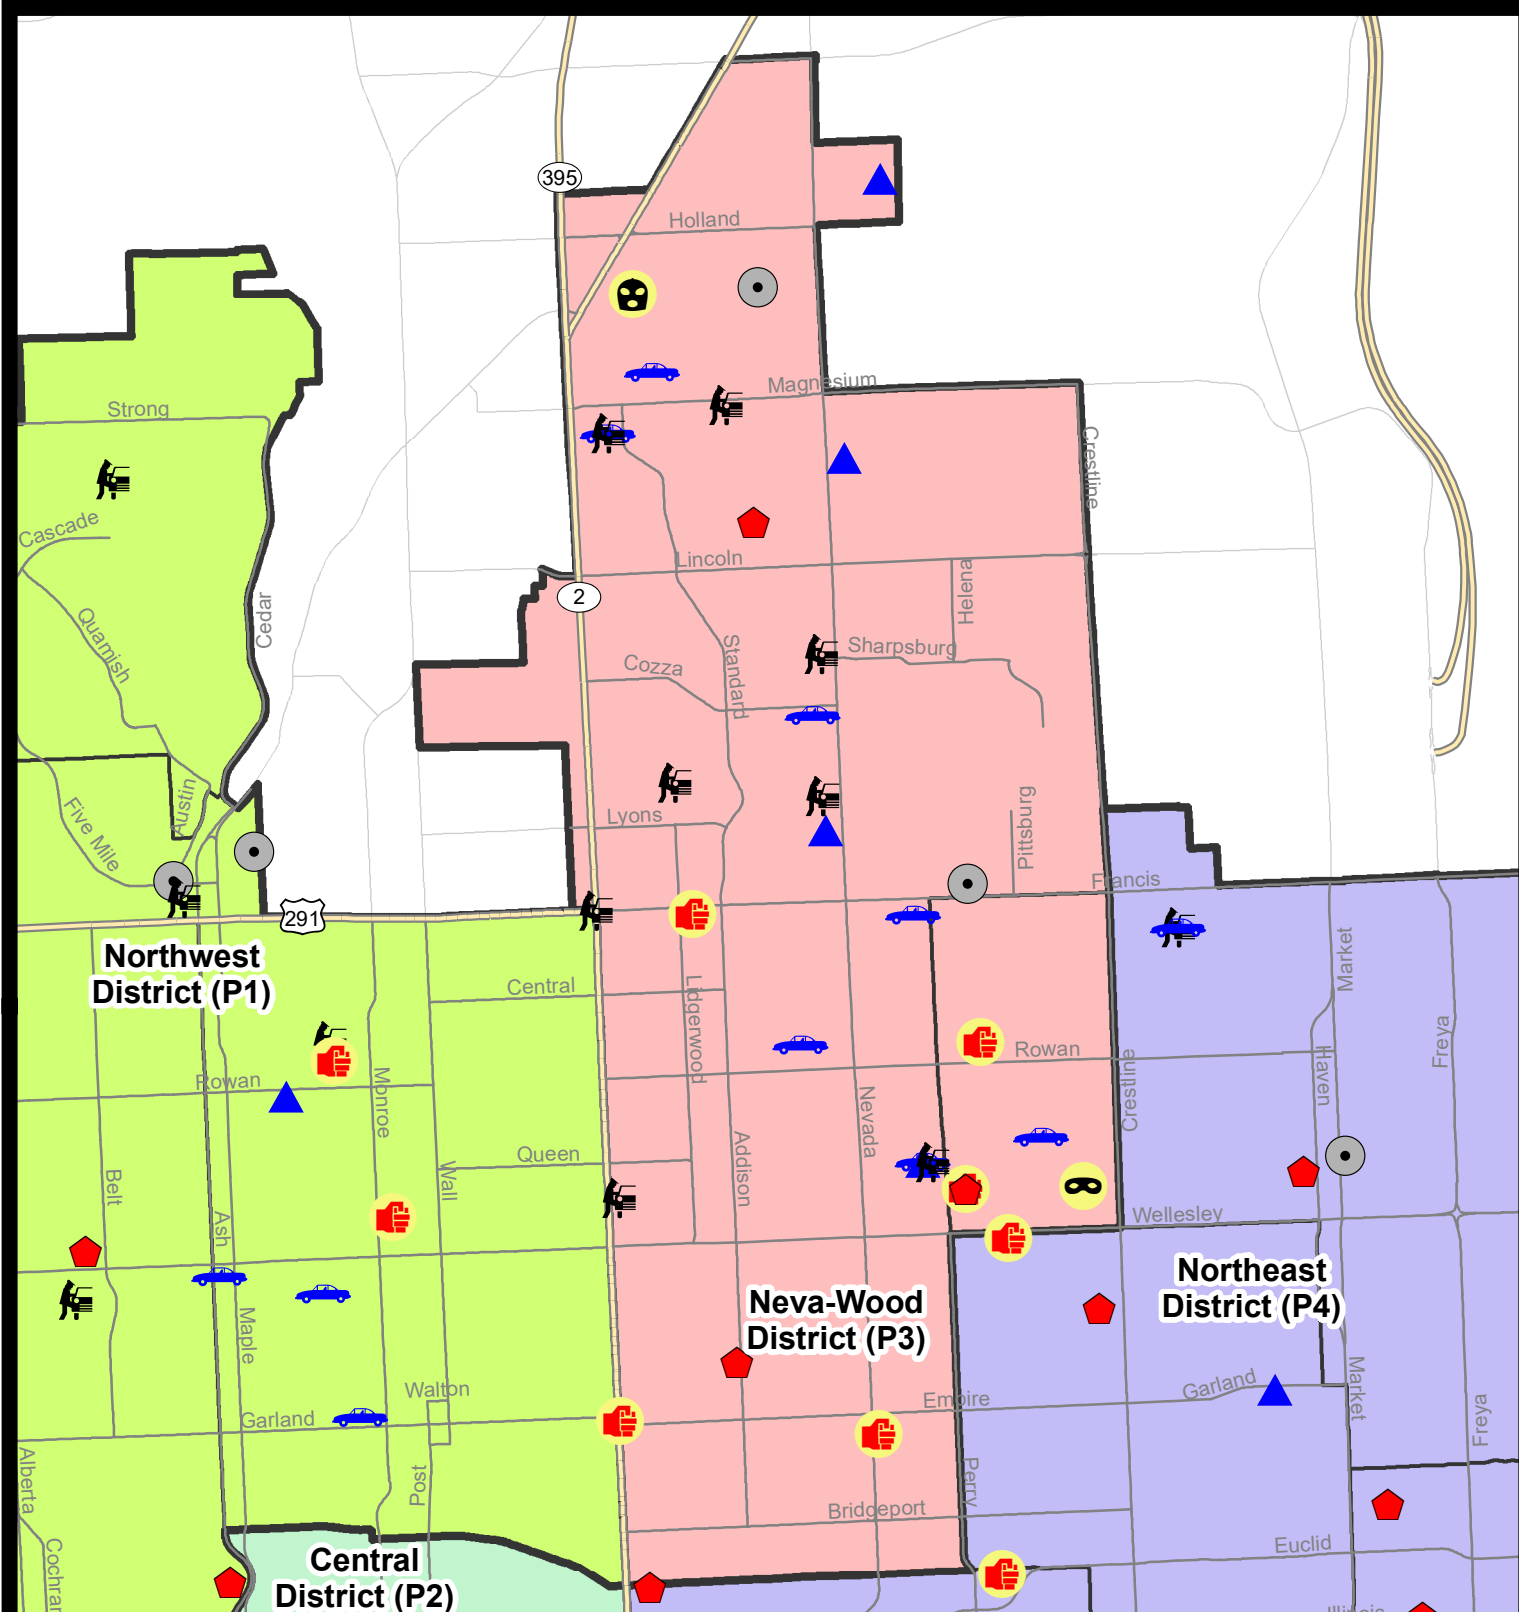 395
Holland
Magnesium
Strong
Crestline
Cascade
Lincoln
Helena
2
Cedar
Quamish
Standard
Sharpsburg
Cozza
Austin
Five Mile
Lyons
Pittsburg
Francis
291
Northwest
District (P1)
Market
Central
Lidgerwood
Freya
Rowan
Rowan
Haven
Monroe
Crestline
Nevada
Queen
Addison
Wall
Belt
Ash
Wellesley
Northeast
District (P4)
Neva-Wood
District (P3)
Maple
Walton
Garland
Empire
Garland
Market
Freya
Alberta
Post
Perry
Bridgeport
Euclid
Central
District (P2)